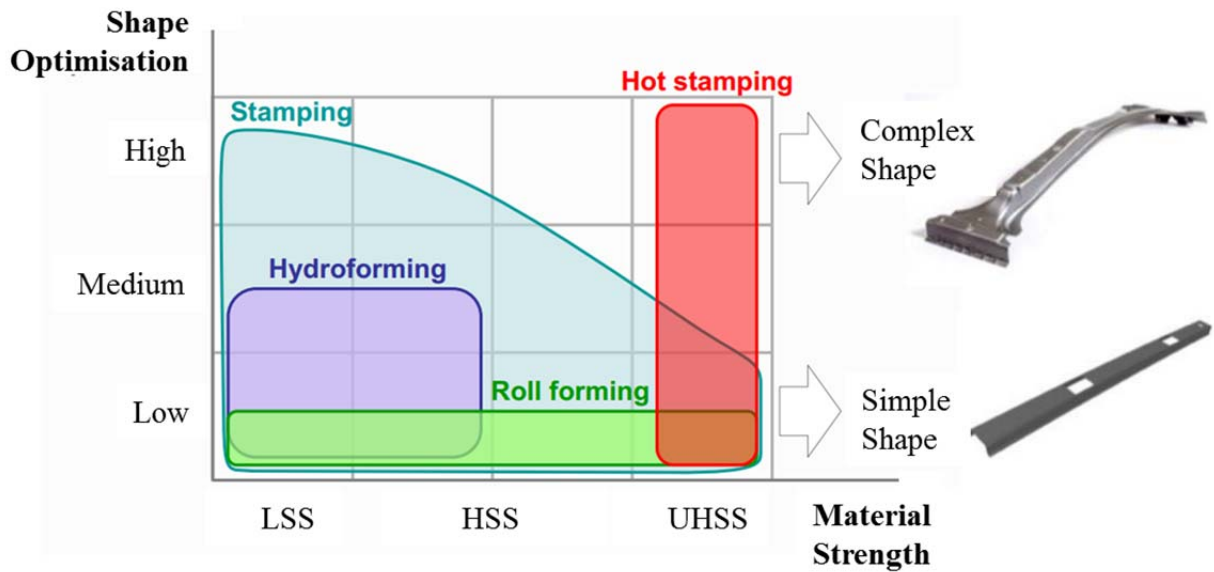 Shape
Optimisation
Hot stamping
Stamping
High
Complex
Shape
Hydroforming
Medium
Roll forming
Low
Simple
Shape
LSS
HSS
UHSS
Material
Strength